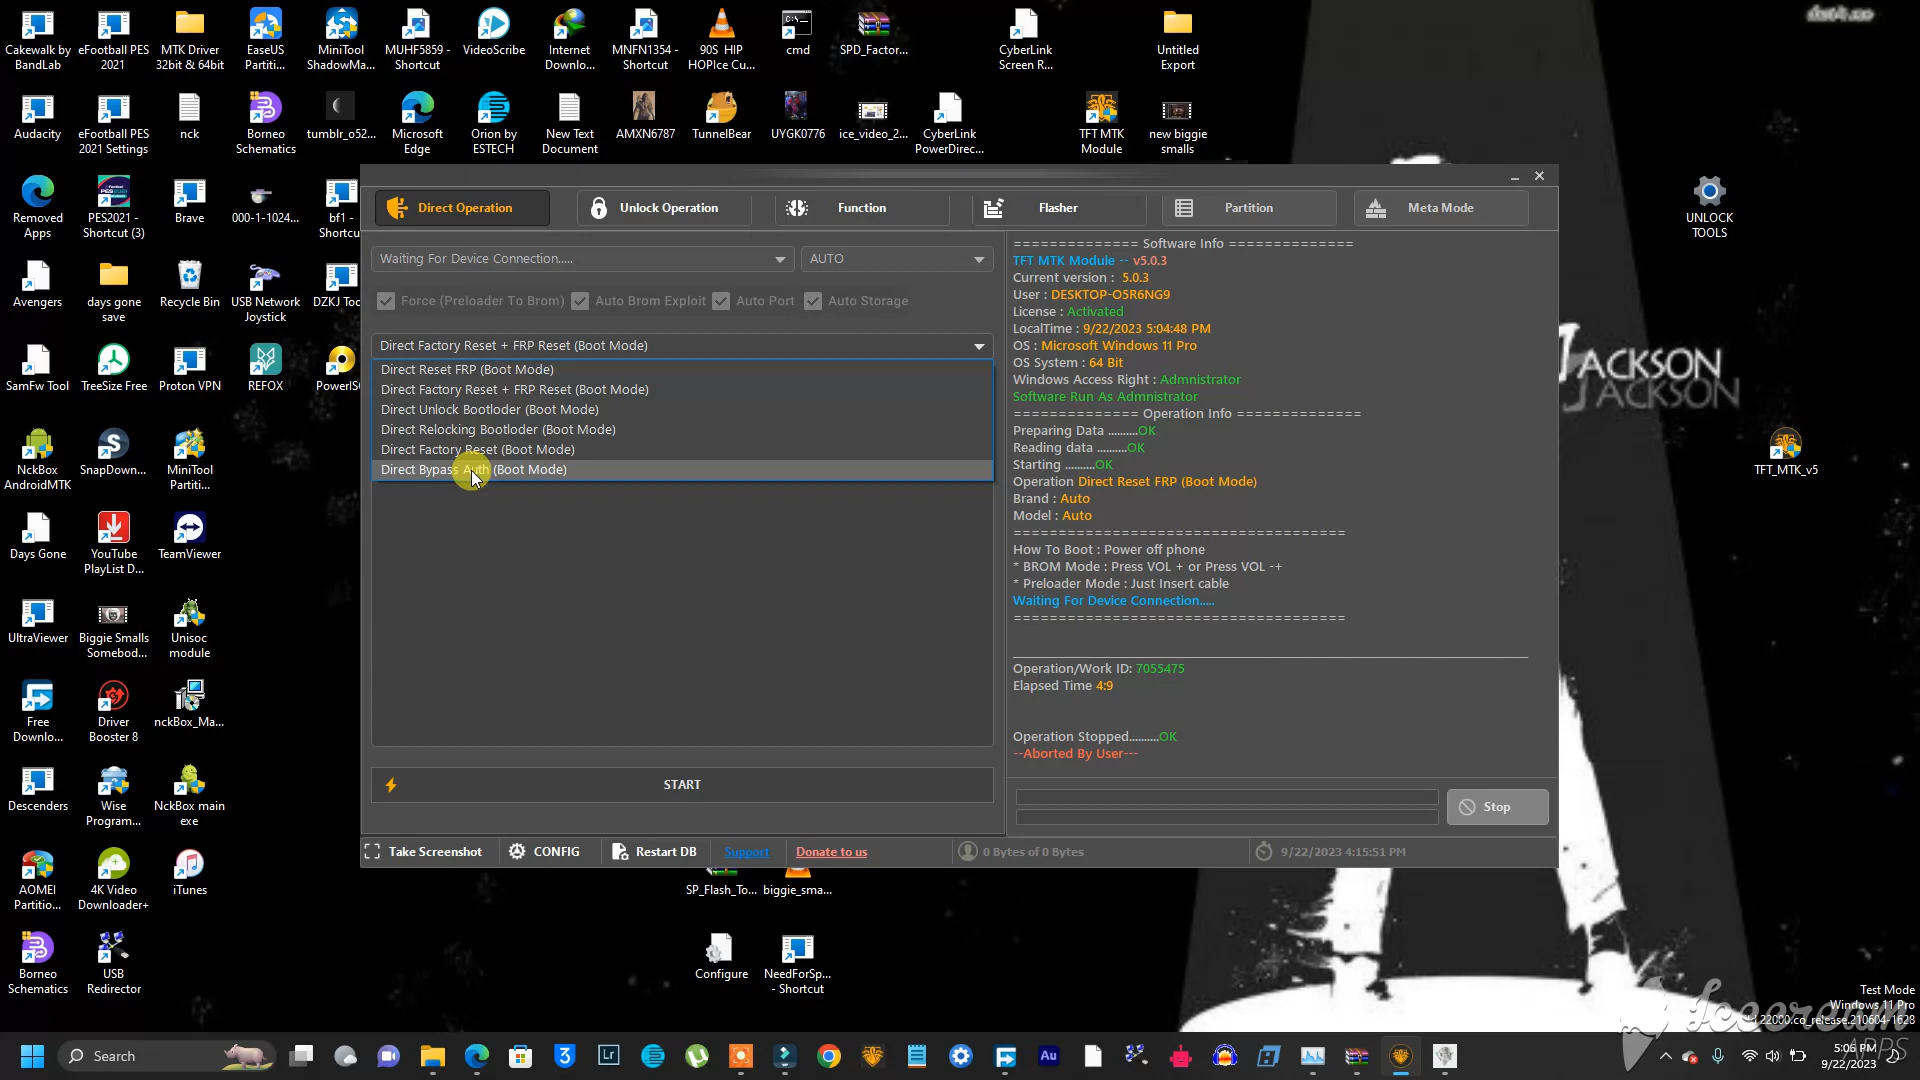 Cakewalk by BandLab
eFootball PES 2021
MTK Driver 32bit & 64bit
EaseUS Partiti...
MiniTool ShadowMa...
MUHF5859 - Shortcut
VideoScribe
Internet Downlo...
MNFN1354 - Shortcut
90S HIP HOP!ce Cu...
cmd
SPD_Factor...
CyberLink Screen R...
Untitled Export
Audacity
eFootball PES 2021 Settings
nck
Borneo Schematics
tumblr_o52...
Microsoft Edge
Orion by ESTECH
New Text Document
AMXN6787
TunnelBear
UYGK0776
ice_video_2...
CyberLink PowerDirec...
TFT MTK Module
new biggie smalls
Removed Apps
PES2021 - Shortcut (3)
Brave
000-1-1024...
bf1 - Shortcu
UNLOCK TOOLS
Avengers
days gone save
Recycle Bin
USB Network Joystick
DZKJ Toc
SamFw Tool
TreeSize Free
Proton VPN
REFOX
PowerIS
JACKSON
JACKSON
NckBox AndroidMTK
SnapDown...
MiniTool Partiti...
TFT_MTK_v5
Days Gone
YouTube PlayList D...
TeamViewer
UltraViewer
Biggie Smalls Somebod...
Unisoc module
Free Downlo...
Driver Booster 8
nckBox_Ma...
Descenders
Wise Program...
NckBox main exe
AOMEI Partitio...
4K Video Downloader+
iTunes
SP_Flash_To...
biggie_sma...
Borneo Schematics
USB Redirector
Configure
NeedForSp... - Shortcut
Direct Operation
Unlock Operation
Function
Flasher
Partition
Meta Mode
Waiting For Device Connection.....
AUTO
Force (Preloader To Brom)
Auto Brom Exploit
Auto Port
Auto Storage
Direct Factory Reset + FRP Reset (Boot Mode)
Direct Reset FRP (Boot Mode)
Direct Factory Reset + FRP Reset (Boot Mode)
Direct Unlock Bootloder (Boot Mode)
Direct Relocking Bootloder (Boot Mode)
Direct Factory Reset (Boot Mode)
Direct Bypass Auth (Boot Mode)
START
============== Software Info ==============
TFT MTK Module -- v5.0.3
Current version : 5.0.3
User : DESKTOP-O5R6NG9
License : Activated
LocalTime : 9/22/2023 5:04:48 PM
OS : Microsoft Windows 11 Pro
OS System : 64 Bit
Windows Access Right : Admnistrator
Software Run As Admnistrator
============== Operation Info ==============
Preparing Data ..........OK
Reading data ..........OK
Starting ..........OK
Operation Direct Reset FRP (Boot Mode)
Brand : Auto
Model : Auto
=====================================
How To Boot : Power off phone
* BROM Mode : Press VOL + or Press VOL -+
* Preloader Mode : Just Insert cable
Waiting For Device Connection.....
=====================================
Operation/Work ID: 7055475
Elapsed Time 4:9
Operation Stopped..........OK
--Aborted By User---
Stop
Take Screenshot
CONFIG
Restart DB
Support
Donate to us
0 Bytes of 0 Bytes
9/22/2023 4:15:51 PM
Test Mode
Windows 11 Pro
22000.co_release.210604-1628
Icecream
APPS
Search
5:06 PM
9/22/2023